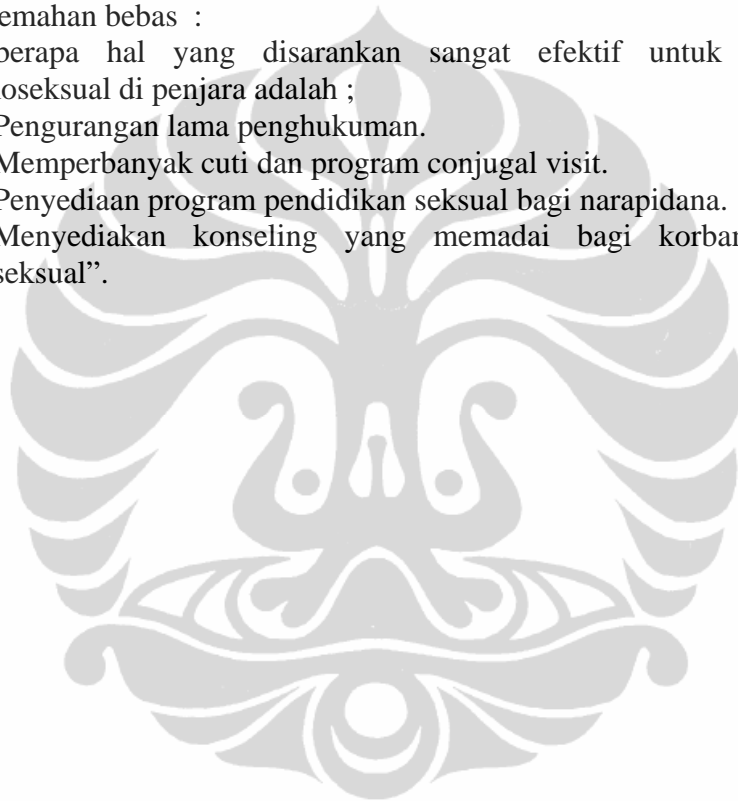 emahan bebas :
berapa hal yang disarankan sangat efektif untuk
oseksual di penjara adalah ;
Pengurangan lama penghukuman.
Memperbanyak cuti dan program conjugal visit.
Penyediaan program pendidikan seksual bagi narapidana.
Menyediakan konseling yang memadai bagi korban
seksual”.